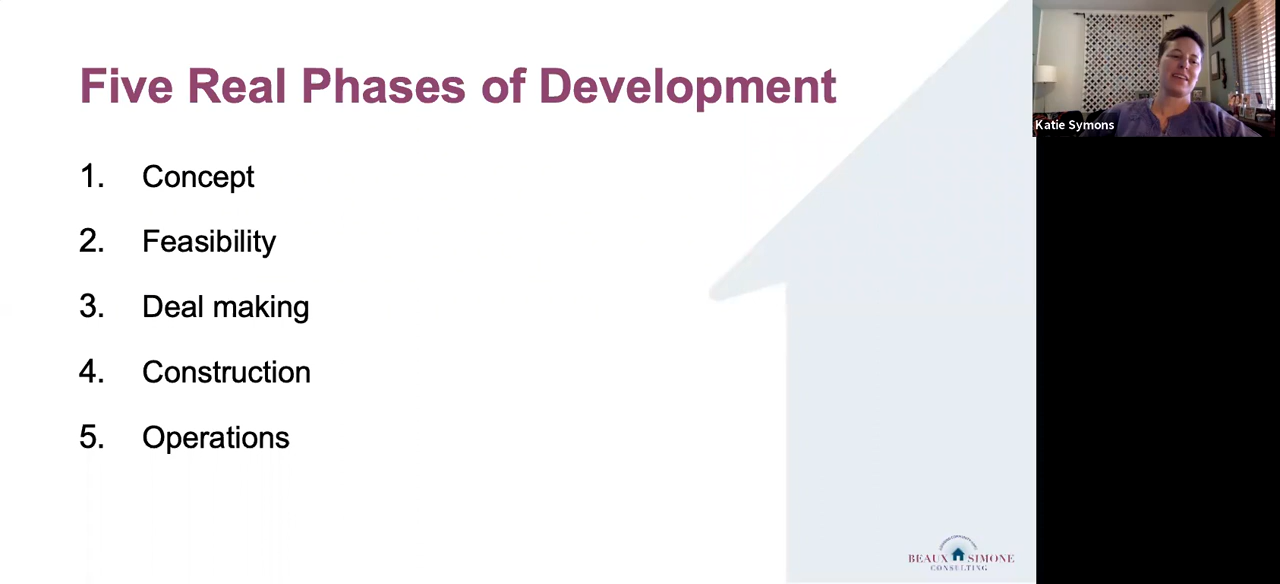 Five Real Phases of Development
1. Concept
2. Feasibility
3. Deal making
4. Construction
5. Operations
Katie Symons
BEAUX SIMONE
CONSULTING